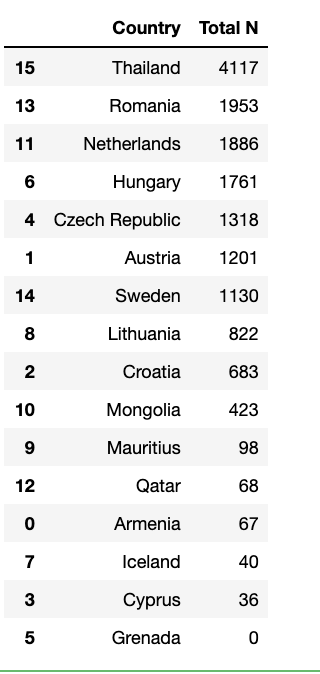 Country Total N
15 Thailand 4117
13 Romania 1953
11 Netherlands 1886
6 Hungary 1761
4 Czech Republic 1318
1 Austria 1201
14 Sweden 1130
8 Lithuania 822
2 Croatia 683
10 Mongolia 423
9 Mauritius 98
12 Qatar 68
0 Armenia 67
7 Iceland 40
3 Cyprus 36
5 Grenada 0